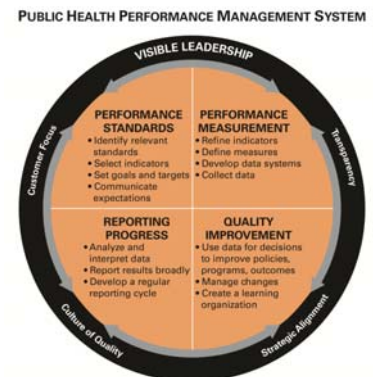 PUBLIC HEALTH PERFORMANCE MANAGEMENT SYSTEM
VISIBLE LEADERSHIP
Customer Focus
Transparency
PERFORMANCE
STANDARDS
• Identify relevant
standards
• Select indicators
• Set goals and targets
• Communicate
expectations
PERFORMANCE
MEASUREMENT
• Refine indicators
• Define measures
• Develop data systems
• Collect data
REPORTING
PROGRESS
• Analyze and
interpret data
• Report results broadly
• Develop a regular
reporting cycle
QUALITY
IMPROVEMENT
• Use data for decisions
to improve policies,
programs, outcomes
• Manage changes
• Create a learning
organization
Culture of Quality
Strategic Alignment